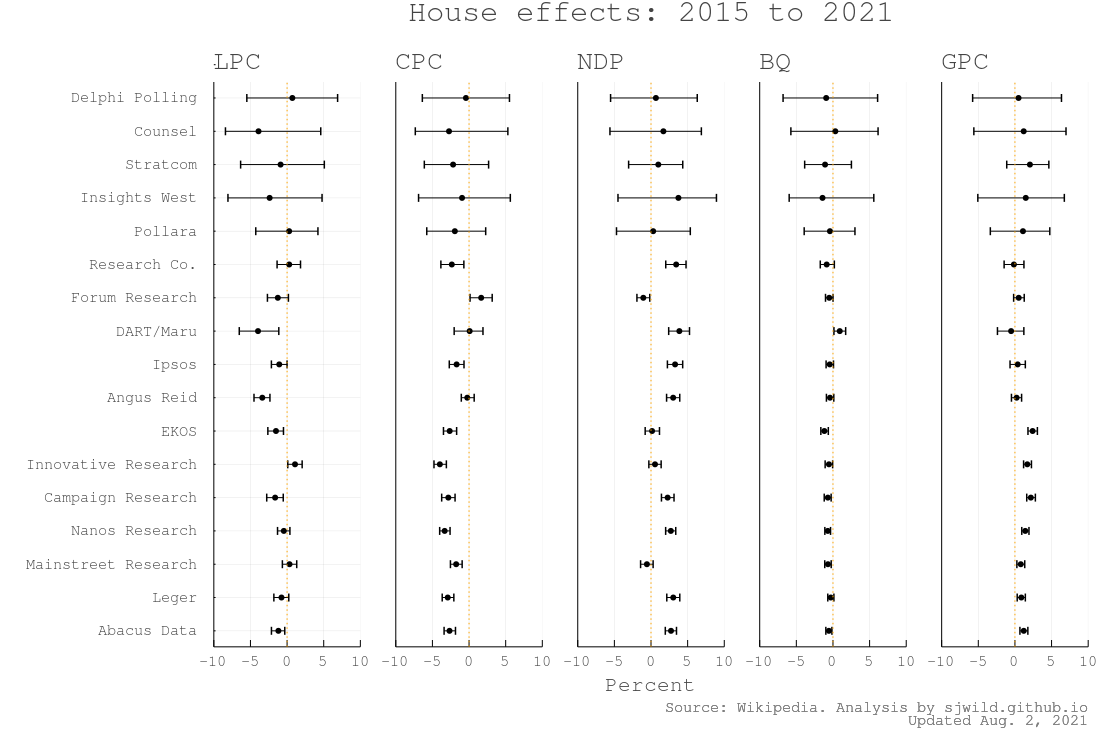 House effects: 2015 to 2021
LPC CPC NDP BQ GPC
Delphi Polling
Counsel
Stratcom
Insights West
Pollara
Research Co.
Forum Research
DART/Maru
Ipsos
Angus Reid
EKOS
Innovative Research
Campaign Research
Nanos Research
Mainstreet Research
Leger
Abacus Data
−10 −5 0 5 10 −10 −5 0 5 10 −10 −5 0 5 10 −10 −5 0 5 10 −10 −5 0 5 10
Percent
Source: Wikipedia. Analysis by sjwild.github.io
Updated Aug. 2, 2021